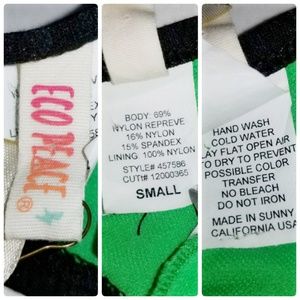 ECO PEACE
®
BODY: 69%
NYLON REPREVE
16% NYLON
15% SPANDEX
LINING: 100% NYLON
STYLE# 457586
CUT# 12000365
SMALL
HAND WASH
COLD WATER
LAY FLAT OPEN AIR
TO DRY TO PREVENT
POSSIBLE COLOR
TRANSFER
NO BLEACH
DO NOT IRON
MADE IN SUNNY
CALIFORNIA USA